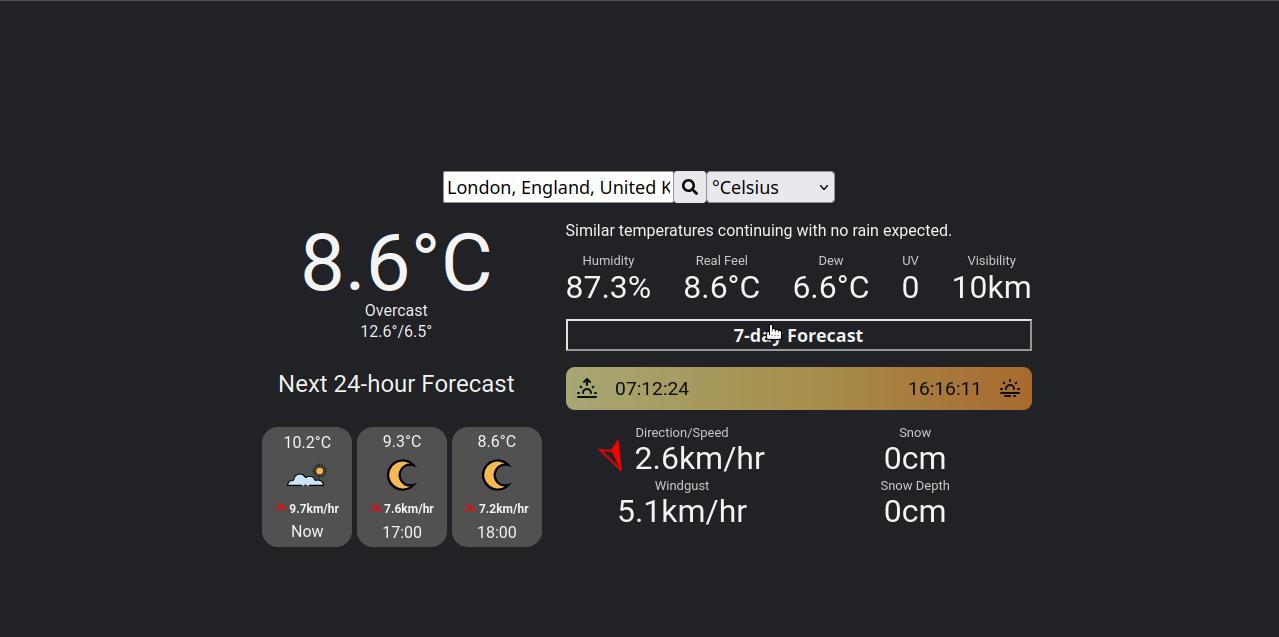 London, England, United K
°Celsius
8.6°C
Overcast
12.6°/6.5°
Next 24-hour Forecast
10.2°C
9.7km/hr
Now
9.3°C
7.6km/hr
17:00
8.6°C
7.2km/hr
18:00
Similar temperatures continuing with no rain expected.
Humidity Real Feel Dew UV Visibility
87.3% 8.6°C 6.6°C 0 10km
7-day Forecast
07:12:24 16:16:11
Direction/Speed Snow
2.6km/hr 0cm
Windgust Snow Depth
5.1km/hr 0cm